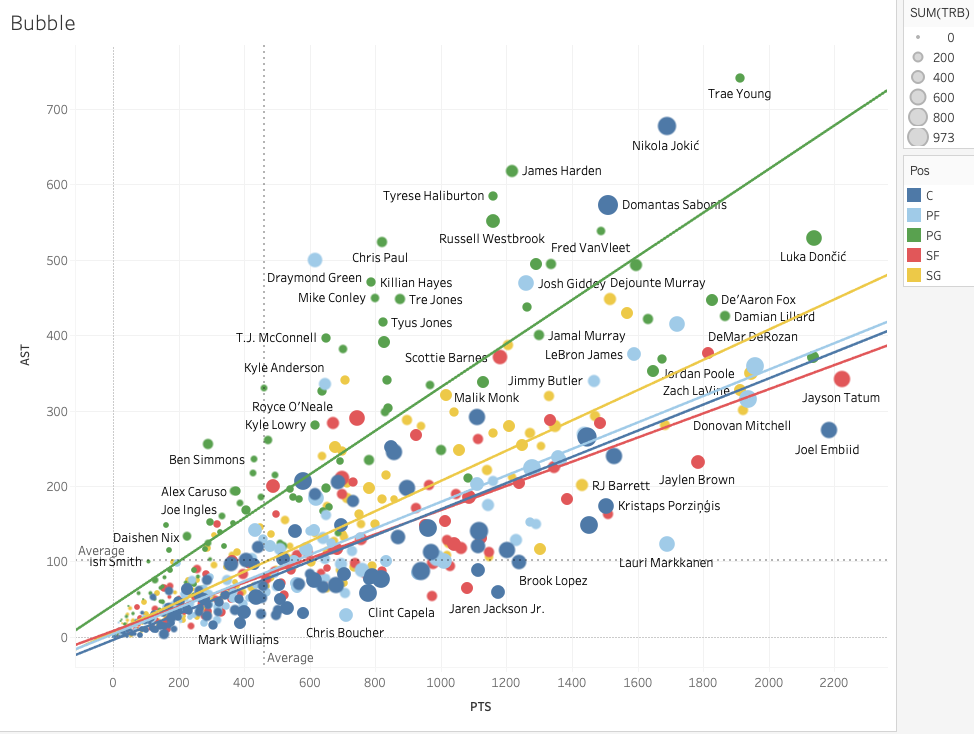 Bubble
SUM(TRB)
0
200
400
600
800
973
Pos
C
PF
PG
SF
SG
AST
700
600
500
400
300
200
100
0
Trae Young
Nikola Jokić
James Harden
Tyrese Haliburton
Domantas Sabonis
Russell Westbrook
Fred VanVleet
Chris Paul
Luka Dončić
Draymond Green
Killian Hayes
Josh Giddey
Dejounte Murray
Mike Conley
Tre Jones
De'Aaron Fox
Damian Lillard
Tyus Jones
T.J. McConnell
Jamal Murray
DeMar DeRozan
Scottie Barnes
LeBron James
Kyle Anderson
Jordan Poole
Jimmy Butler
Zach LaVine
Malik Monk
Jayson Tatum
Royce O'Neale
Kyle Lowry
Donovan Mitchell
Joel Embiid
Ben Simmons
Jaylen Brown
Alex Caruso
RJ Barrett
Joe Ingles
Kristaps Porziņģis
Daishen Nix
Average
Ish Smith
Lauri Markkanen
Brook Lopez
Clint Capela
Jaren Jackson Jr.
Mark Williams
Chris Boucher
Average
0
200
400
600
800
1000
1200
1400
1600
1800
2000
2200
PTS